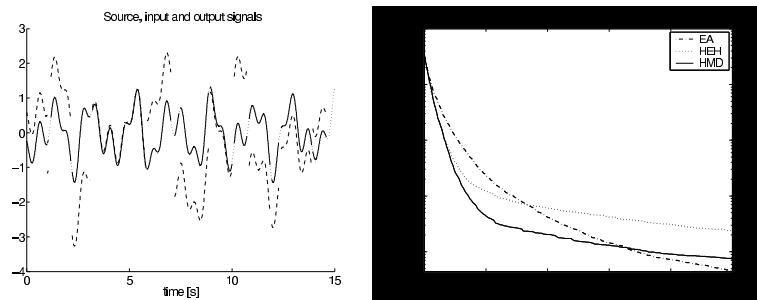 Source, input and output signals
3
2
1
0
−1
−2
−3
−4
0
5
10
15
time [s]
EA
HEH
HMD